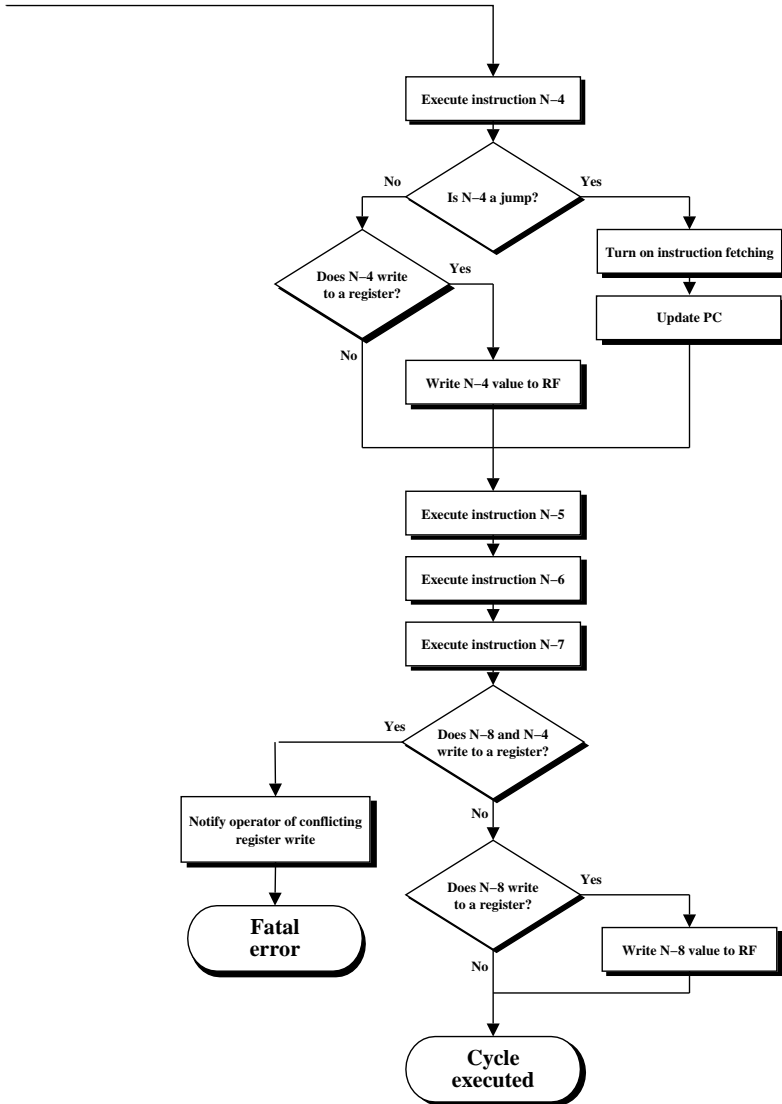 Execute instruction N−4
No
Yes
Is N−4 a jump?
Turn on instruction fetching
Does N−4 write
to a register?
Yes
Update PC
No
Write N−4 value to RF
Execute instruction N−5
Execute instruction N−6
Execute instruction N−7
Yes
Does N−8 and N−4
write to a register?
Notify operator of conflicting
register write
No
Does N−8 write
to a register?
Yes
Fatal
error
Write N−8 value to RF
No
Cycle
executed